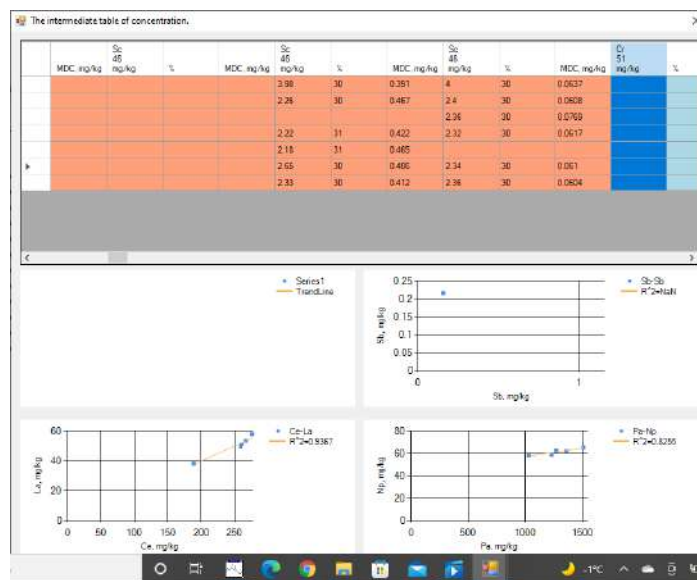 The intermediate table of concentration.
MDC, mg/kg Sc 46 mg/kg % MDC, mg/kg Sc 46 mg/kg % MDC, mg/kg Sc 46 mg/kg % MDC, mg/kg Cr 51 mg/kg %
3.98 30 0.391 4 30 0.0637
2.26 30 0.467 2.4 30 0.0608
2.36 30 0.0769
2.22 31 0.422 2.32 30 0.0617
2.18 31 0.465
2.65 30 0.406 2.34 30 0.061
2.33 30 0.412 2.36 30 0.0604
Series1
TrandLine
0.25
0.2
0.15
0.1
0.05
0
Sb, mg/kg
0 1
Sb, mg/kg
Sb-Sb
R^2=NaN
60
40
20
0
La, mg/kg
0 50 100 150 200 250
Ce, mg/kg
Ce-La
R^2=0.9367
80
60
40
20
0
Np, mg/kg
0 500 1000 1500
Pa, mg/kg
Pa-Np
R^2=0.8256
-1°C